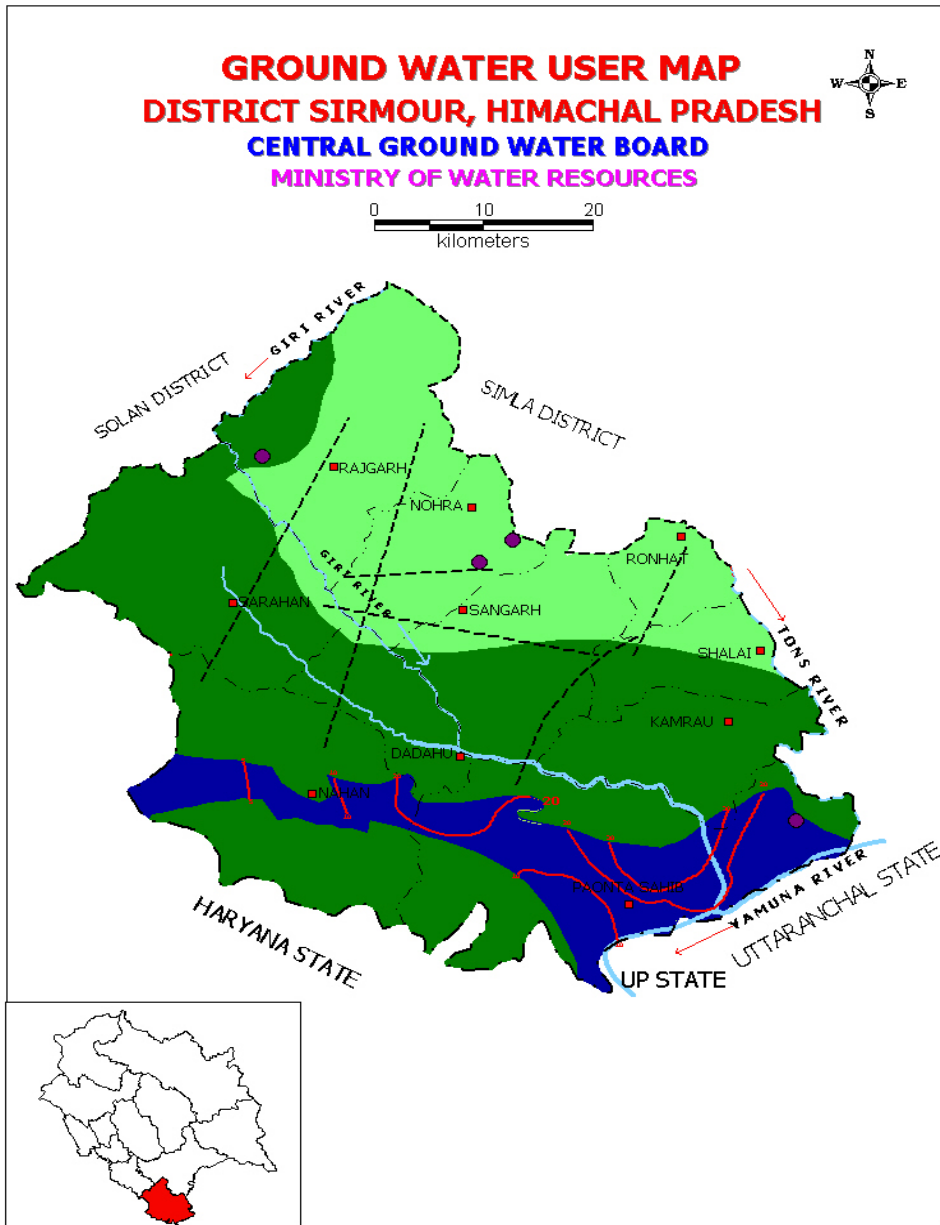 GROUND WATER USER MAP
DISTRICT SIRMOUR, HIMACHAL PRADESH
CENTRAL GROUND WATER BOARD
MINISTRY OF WATER RESOURCES
N
W E
S
0 10 20
kilometers
GIRI RIVER
SOLAN DISTRICT
SIMLA DISTRICT
RAJGARH
NOHRA
RONHAT
GIRI RIVER
SARAHAN
SANGARH
TONS RIVER
SHALAI
KAMRAU
DADAHU
NAHAN
20
PAONTA SAHIB
YAMUNA RIVER
HARYANA STATE
UTTARANCHAL STATE
UP STATE